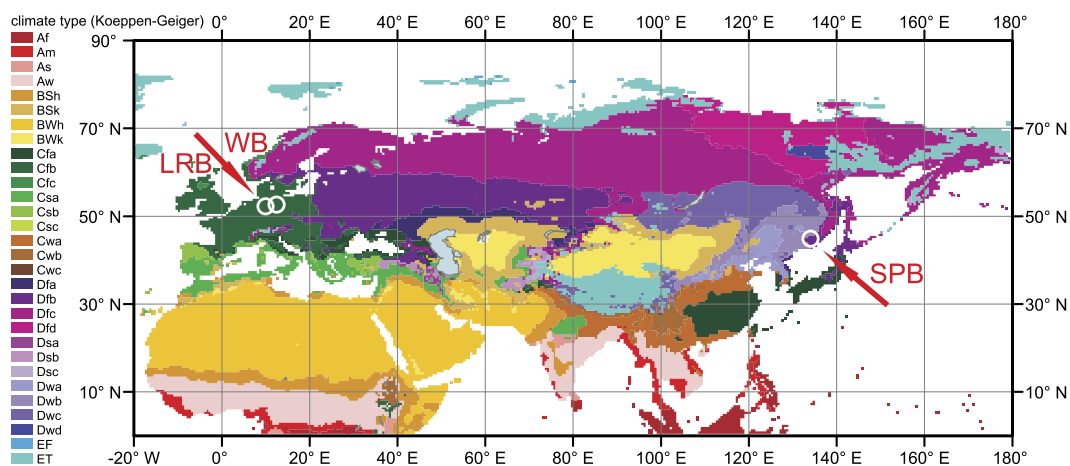 climate type (Koeppen-Geiger)
0° 20° E 40° E 60° E 80° E 100° E 120° E 140° E 160° E 180°
90°
Af
Am
As
Aw
BSh
BSk
BWh
BWk
Cfa
Cfb
Cfc
Csa
Csb
Csc
Cwa
Cwb
Cwc
Dfa
Dfb
Dfc
Dfd
Dsa
Dsb
Dsc
Dwa
Dwb
Dwc
Dwd
EF
ET
70° N 70° N
WB
LRB
50° N 50° N
SPB
30° N 30° N
10° N 10° N
-20° W 0° 20° E 40° E 60° E 80° E 100° E 120° E 140° E 160° E 180°